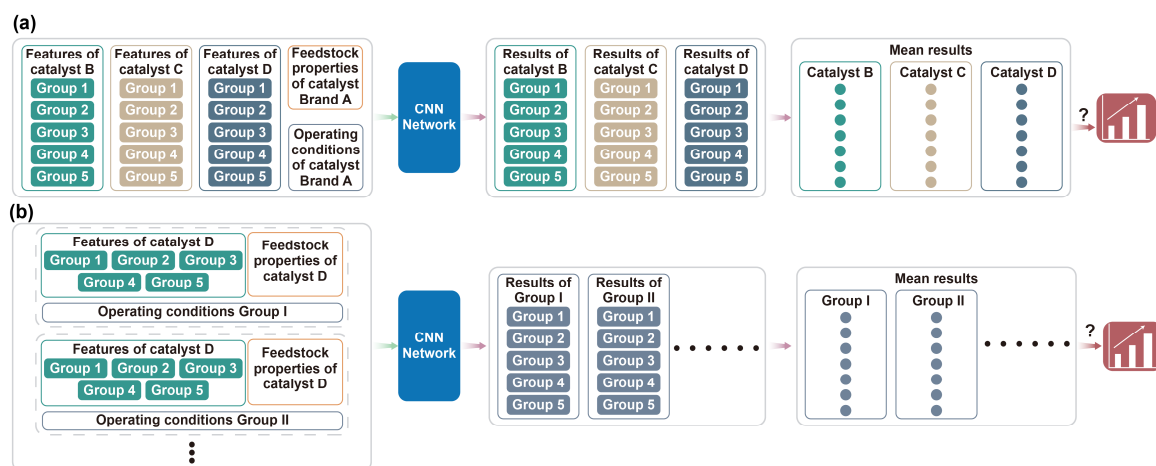 (a)
Features of
catalyst B
Group 1
Group 2
Group 3
Group 4
Group 5
Features of
catalyst C
Group 1
Group 2
Group 3
Group 4
Group 5
Features of
catalyst D
Group 1
Group 2
Group 3
Group 4
Group 5
Feedstock
properties
of catalyst
Brand A
Operating
conditions
of catalyst
Brand A
CNN
Network
Results of
catalyst B
Group 1
Group 2
Group 3
Group 4
Group 5
Results of
catalyst C
Group 1
Group 2
Group 3
Group 4
Group 5
Results of
catalyst D
Group 1
Group 2
Group 3
Group 4
Group 5
Mean results
Catalyst B
Catalyst C
Catalyst D
?
(b)
Features of catalyst D
Group 1 Group 2 Group 3
Group 4 Group 5
Feedstock
properties of
catalyst D
Operating conditions Group I
Features of catalyst D
Group 1 Group 2 Group 3
Group 4 Group 5
Feedstock
properties of
catalyst D
Operating conditions Group II
CNN
Network
Results of
Group I
Group 1
Group 2
Group 3
Group 4
Group 5
Results of
Group II
Group 1
Group 2
Group 3
Group 4
Group 5
Mean results
Group I
Group II
?